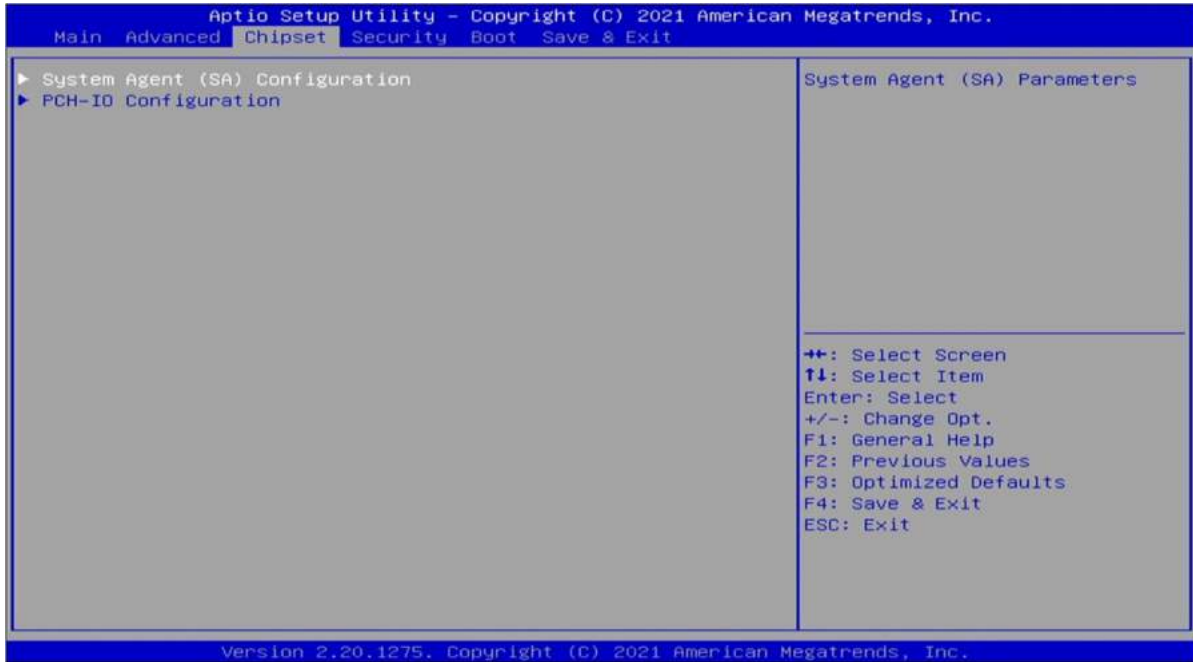 Aptio Setup Utility – Copyright (C) 2021 American Megatrends, Inc.
Main Advanced Chipset Security Boot Save & Exit
► System Agent (SA) Configuration
► PCH-IO Configuration
System Agent (SA) Parameters
→←: Select Screen
↑↓: Select Item
Enter: Select
+/-: Change Opt.
F1: General Help
F2: Previous Values
F3: Optimized Defaults
F4: Save & Exit
ESC: Exit
Version 2.20.1275. Copyright (C) 2021 American Megatrends, Inc.